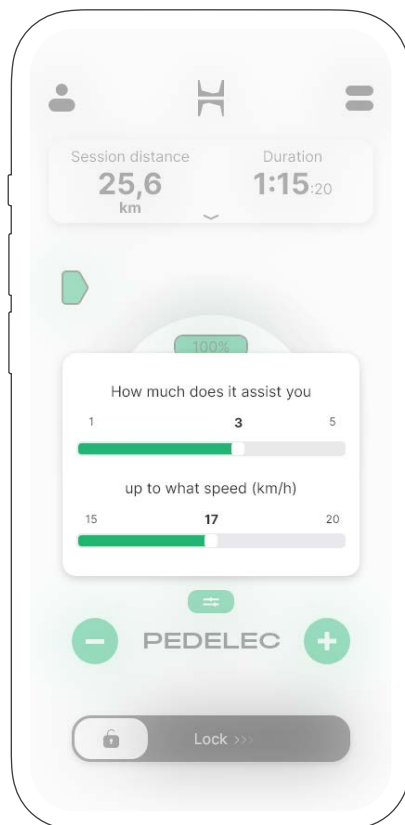 Session distance
Duration
25,6
1:15:20
km
100%
How much does it assist you
1 3 5
up to what speed (km/h)
15 17 20
PEDELEC
Lock >>>